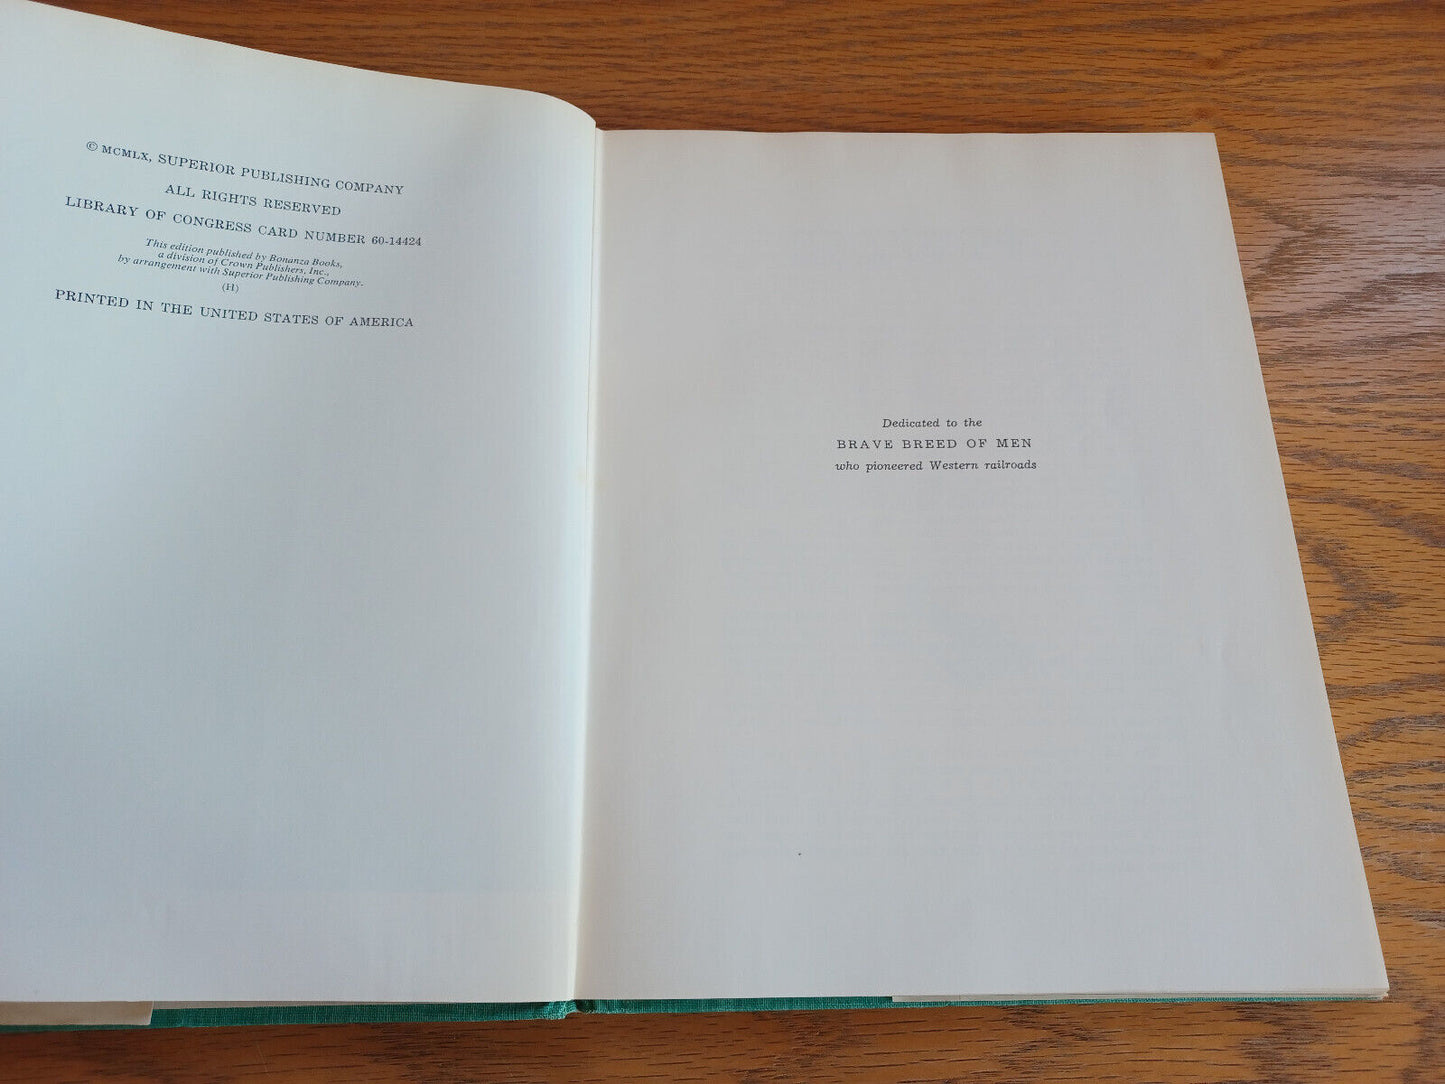 © MCMLX, SUPERIOR PUBLISHING COMPANY
ALL RIGHTS RESERVED
LIBRARY OF CONGRESS CARD NUMBER 60-14424
This edition published by Bonanza Books,
a division of Crown Publishers, Inc.,
by arrangement with Superior Publishing Company.
(H)
PRINTED IN THE UNITED STATES OF AMERICA
Dedicated to the
BRAVE BREED OF MEN
who pioneered Western railroads